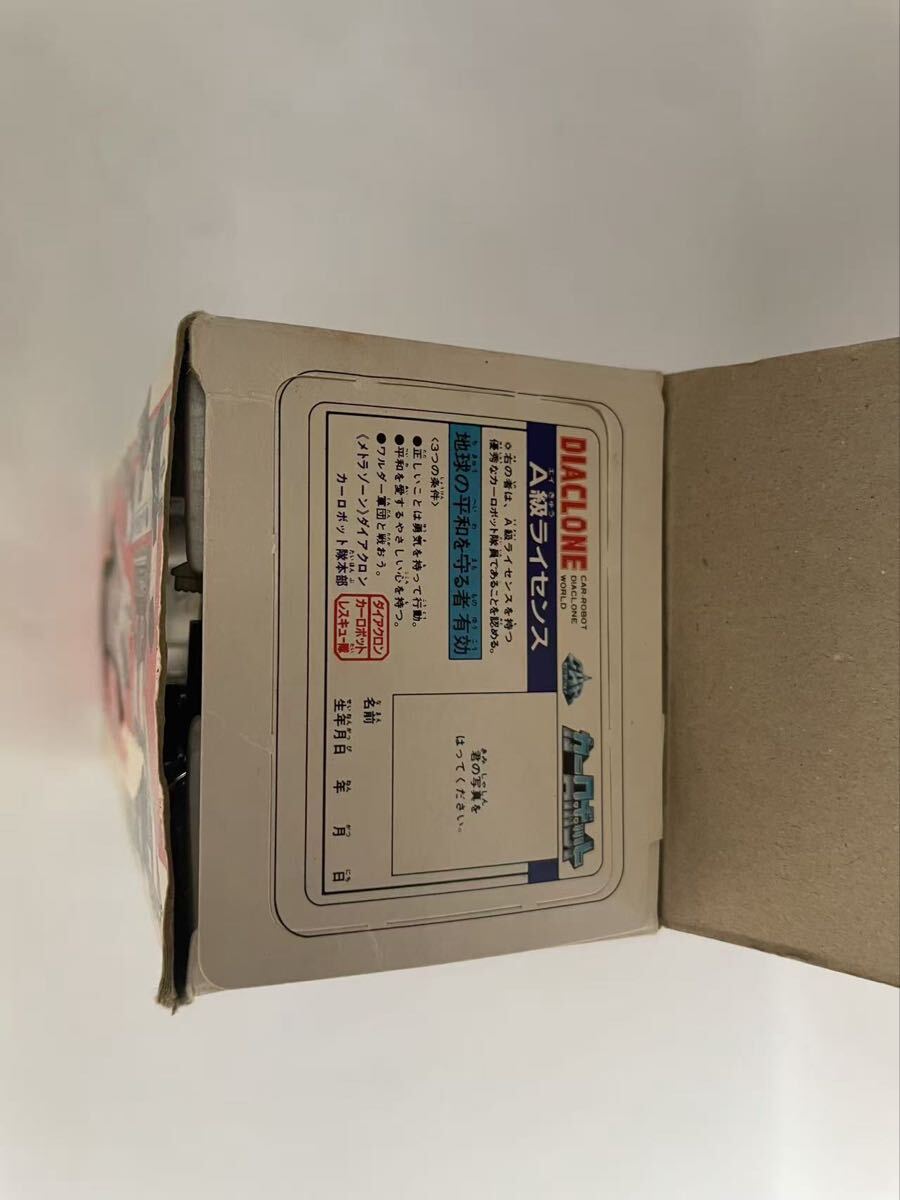 DIACLONE
CAR-ROBOT
DIACLONE
WORLD
カーロボット
A級ライセンス
✿右の者は、A級ライセンスを持つ
優秀なカーロボット隊員であることを認める。
地球の平和を守る者有効
〈3つの条件〉
●正しいことは勇気を持って行動。
●平和を愛するやさしい心を持つ。
●ワルダー軍団と戦おう。
〈メトラゾーン〉ダイアクロン
カーロボット隊本部
ダイアクロン
カーロボット
レスキュー隊
君の写真を
はってください。
名前
生年月日 年 月 日